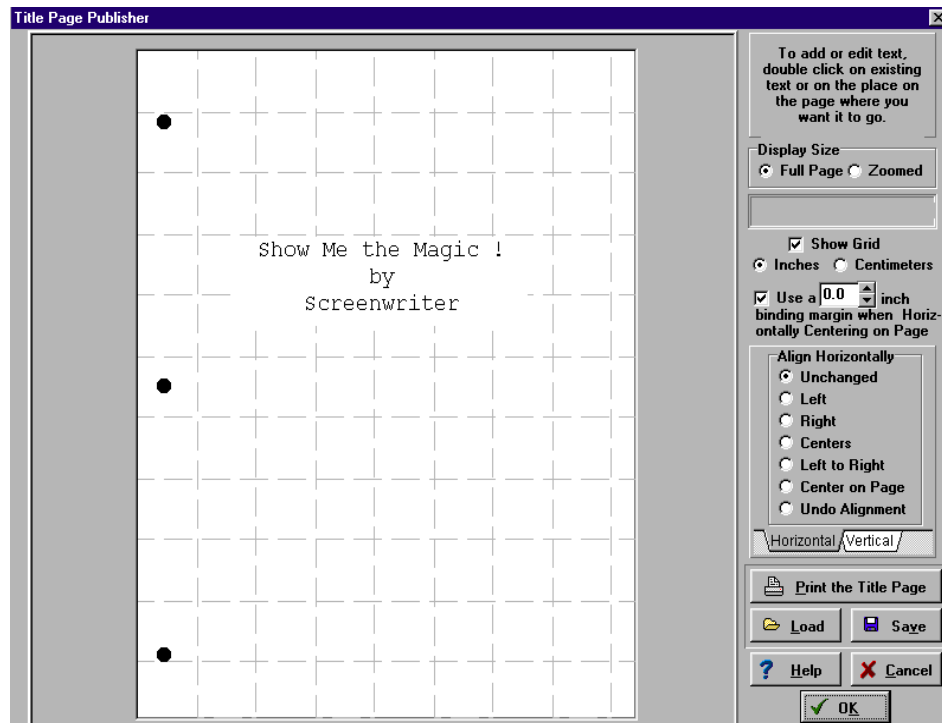 Title Page Publisher
Show Me the Magic !
by
Screenwriter
To add or edit text,
double click on existing
text or on the place on
the page where you
want it to go.
Display Size
Full Page Zoomed
Show Grid
Inches Centimeters
Use a 0.0 inch
binding margin when Horiz-
ontally Centering on Page
Align Horizontally
Unchanged
Left
Right
Centers
Left to Right
Center on Page
Undo Alignment
Horizontal Vertical
Print the Title Page
Load Save
Help Cancel
OK